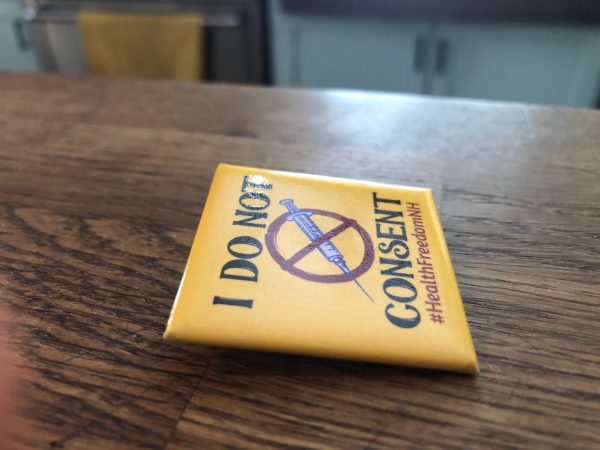 I DO NOT
CONSENT
#HealthFreedomNH